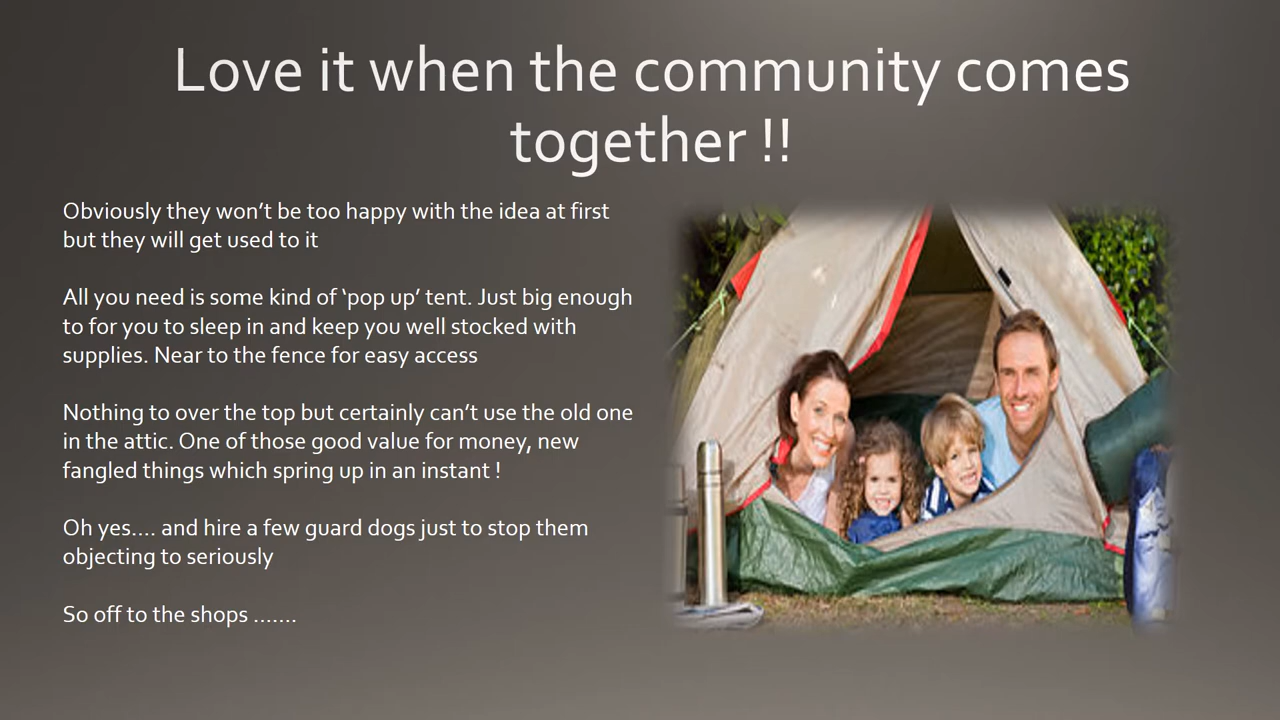 Love it when the community comes
together !!
Obviously they won’t be too happy with the idea at first
but they will get used to it
All you need is some kind of ‘pop up’ tent. Just big enough
to for you to sleep in and keep you well stocked with
supplies. Near to the fence for easy access
Nothing to over the top but certainly can’t use the old one
in the attic. One of those good value for money, new
fangled things which spring up in an instant !
Oh yes.... and hire a few guard dogs just to stop them
objecting to seriously
So off to the shops .......